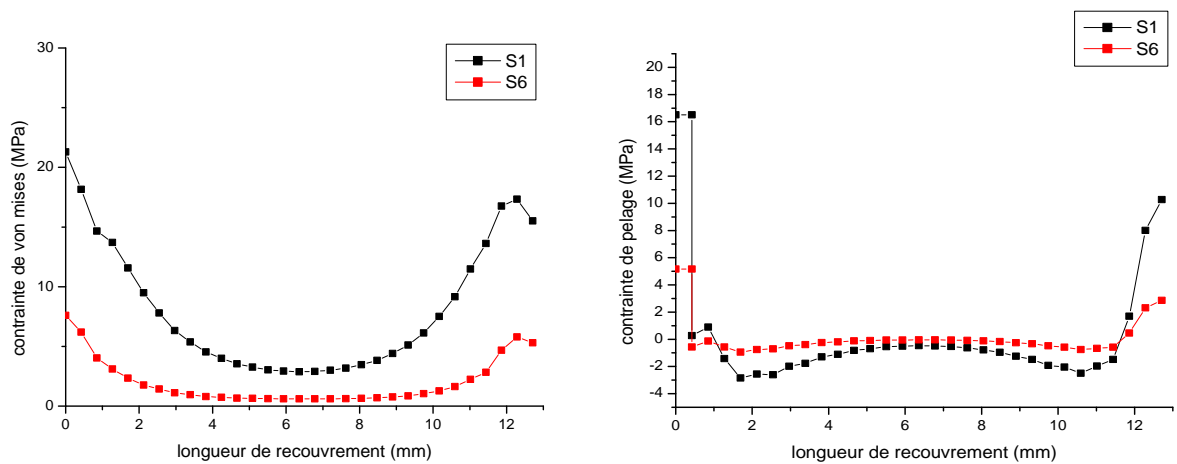 S1
S6
30
20
10
0
0 2 4 6 8 10 12
contrainte de von mises (MPa)
longueur de recouvrement (mm)
S1
S6
20
18
16
14
12
10
8
6
4
2
0
-2
-4
0 2 4 6 8 10 12
contrainte de pelage (MPa)
longueur de recouvrement (mm)